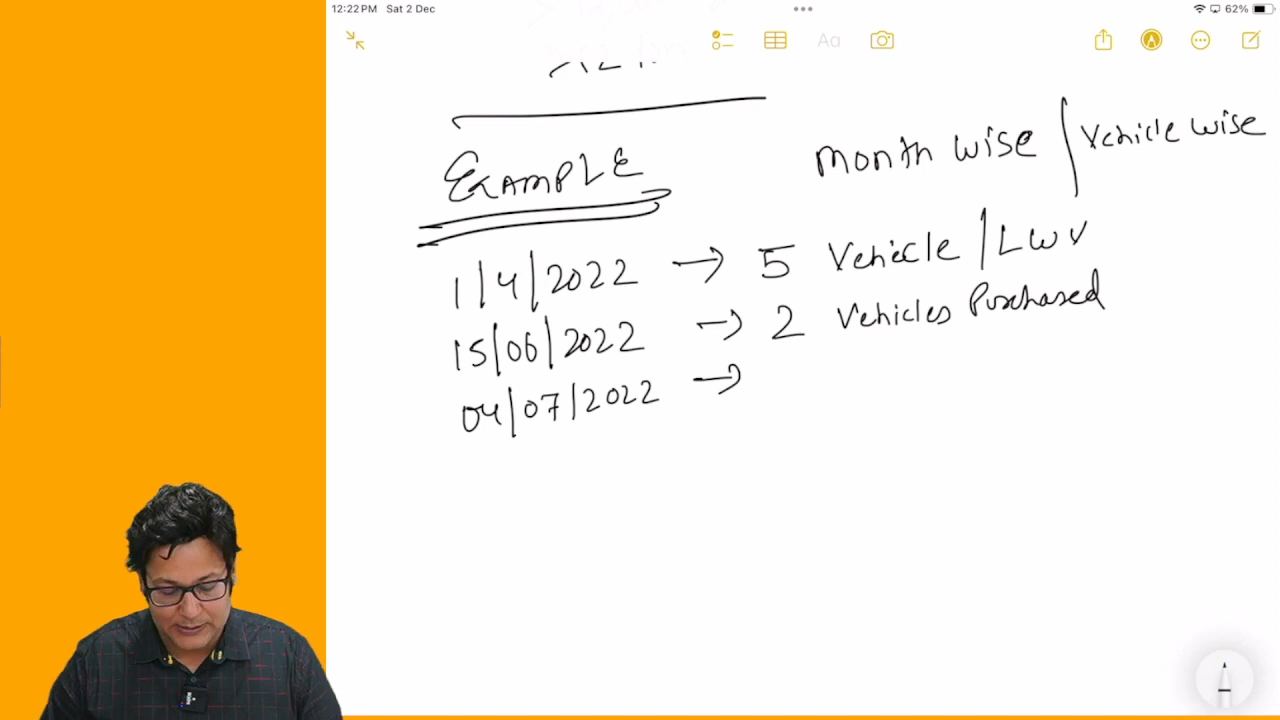 12:22 PM Sat 2 Dec
62%
Aa
EXAMPLE
Month wise / Vehicle wise
1/4/2022 → 5 Vehicle / LWV
15/06/2022 → 2 Vehicles Purchased
04/07/2022 →